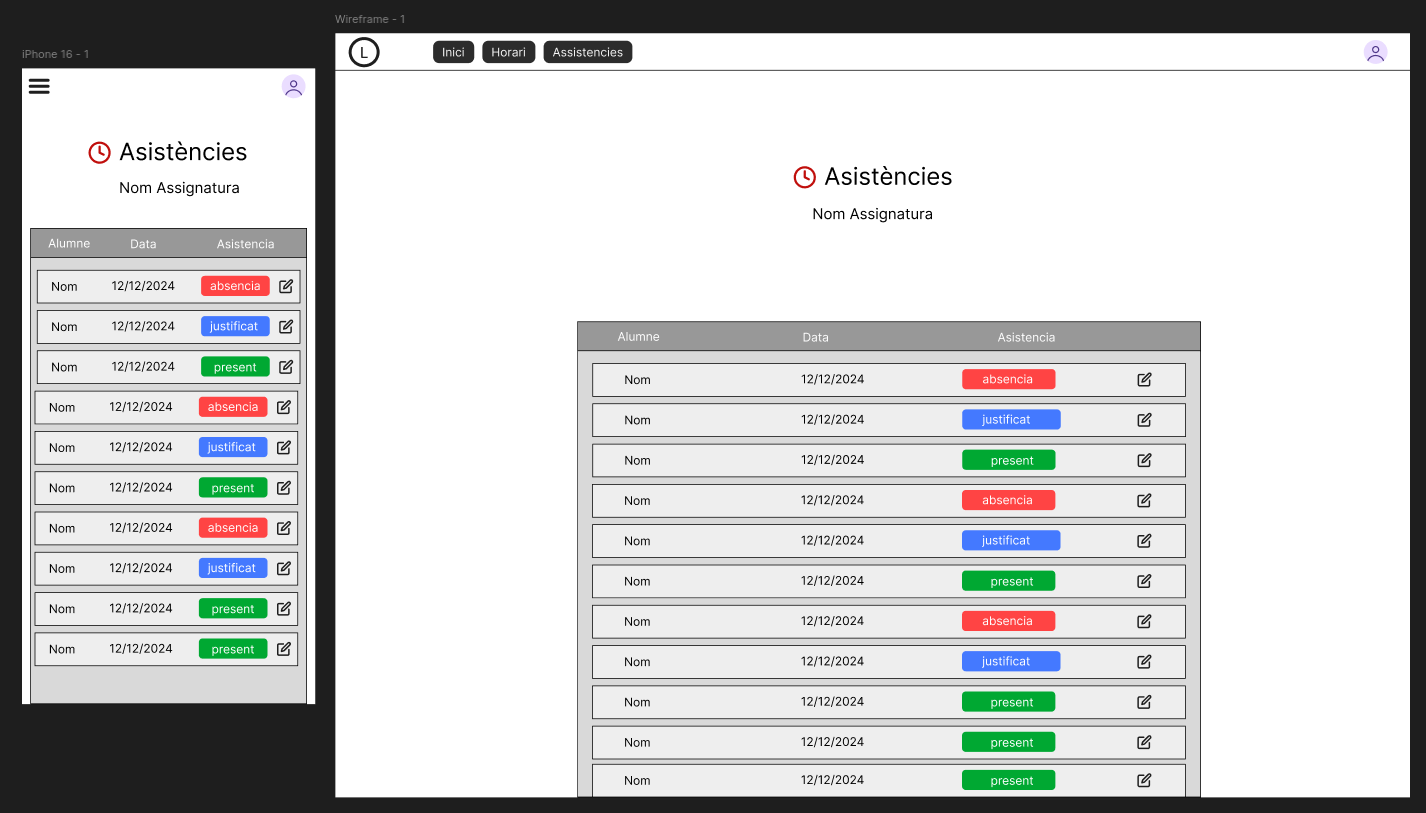 iPhone 16 - 1
Asistències
Nom Assignatura
Alumne Data Asistencia
Nom 12/12/2024 absencia
Nom 12/12/2024 justificat
Nom 12/12/2024 present
Nom 12/12/2024 absencia
Nom 12/12/2024 justificat
Nom 12/12/2024 present
Nom 12/12/2024 absencia
Nom 12/12/2024 justificat
Nom 12/12/2024 present
Nom 12/12/2024 present
Wireframe - 1
L Inici Horari Assistencies
Asistències
Nom Assignatura
Alumne Data Asistencia
Nom 12/12/2024 absencia
Nom 12/12/2024 justificat
Nom 12/12/2024 present
Nom 12/12/2024 absencia
Nom 12/12/2024 justificat
Nom 12/12/2024 present
Nom 12/12/2024 absencia
Nom 12/12/2024 justificat
Nom 12/12/2024 present
Nom 12/12/2024 present
Nom 12/12/2024 present